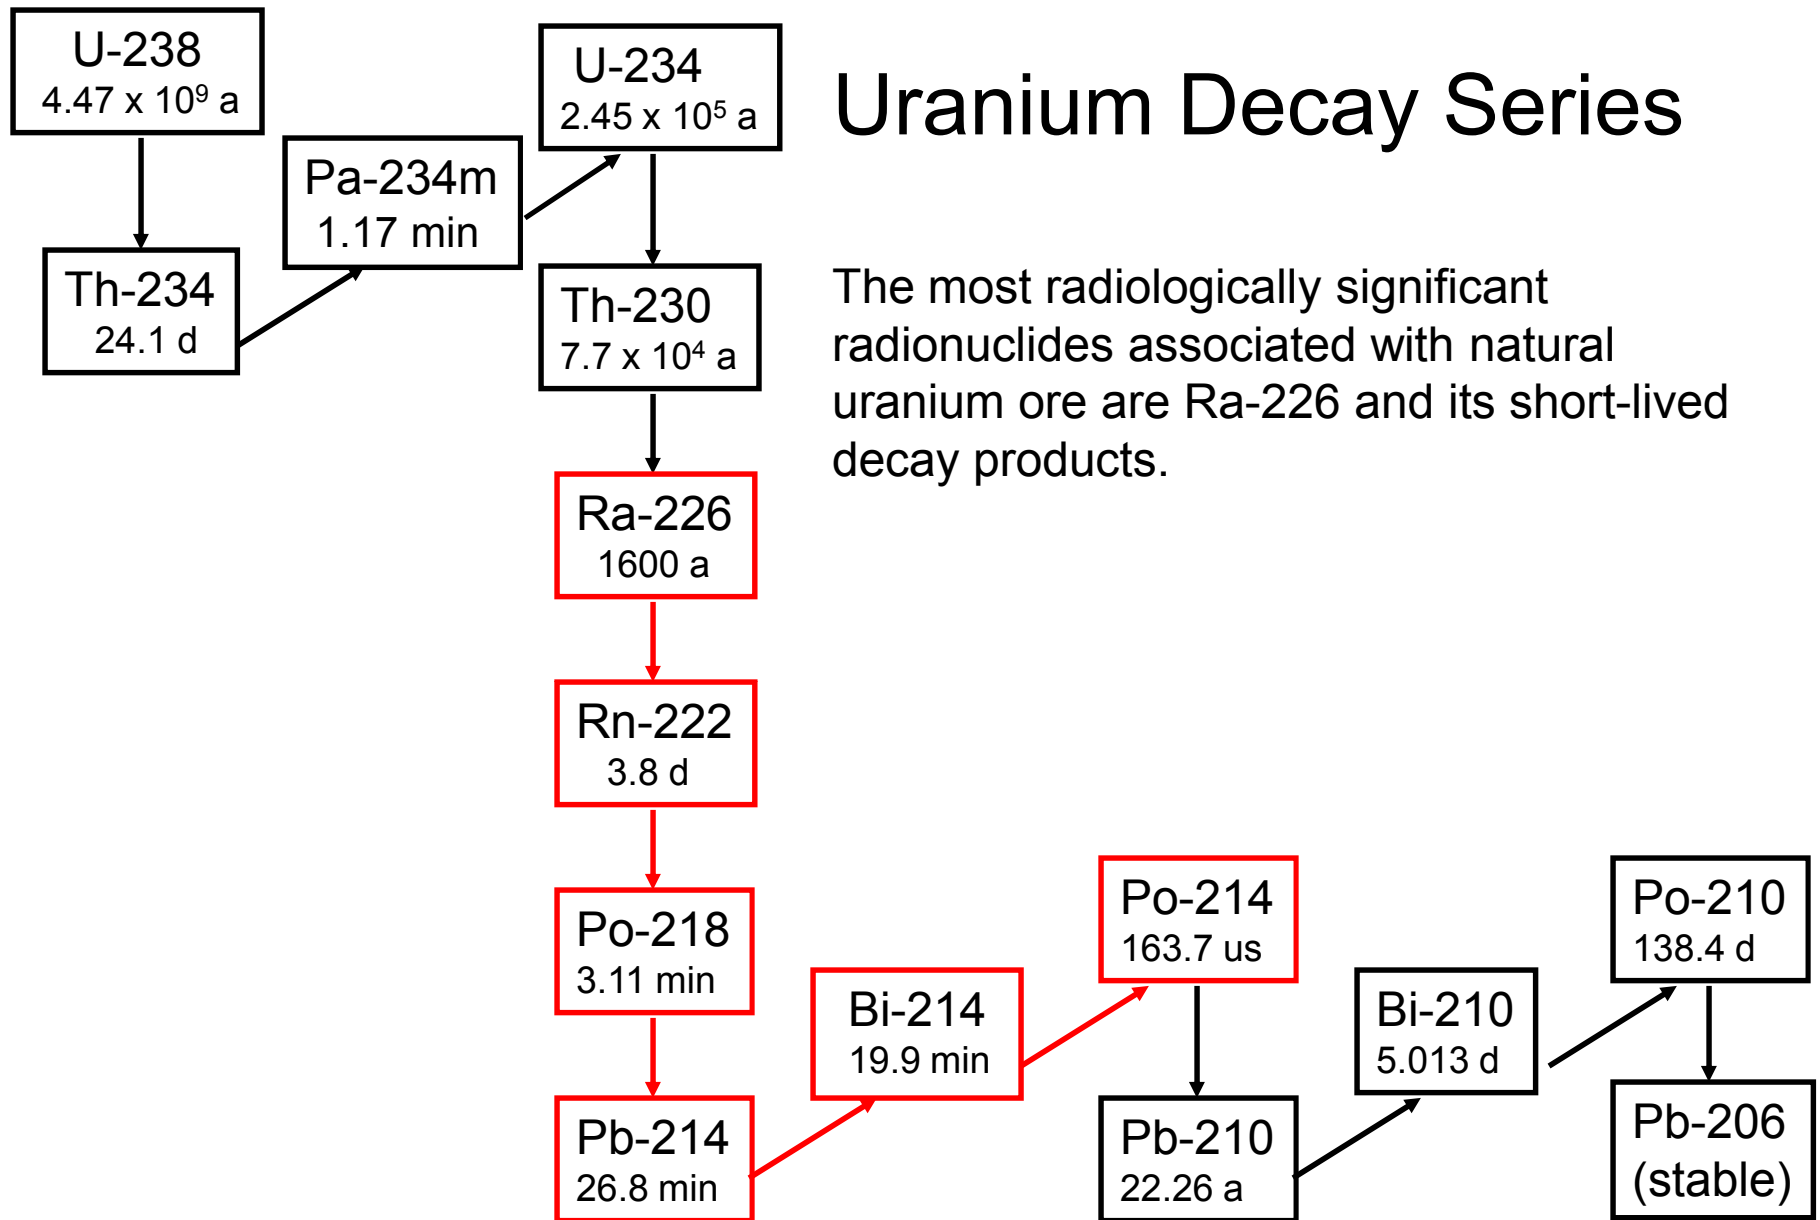 Uranium Decay Series
U-238
4.47 x 10⁹ a
Th-234
24.1 d
Pa-234m
1.17 min
U-234
2.45 x 10⁵ a
Th-230
7.7 x 10⁴ a
The most radiologically significant
radionuclides associated with natural
uranium ore are Ra-226 and its short-lived
decay products.
Ra-226
1600 a
Rn-222
3.8 d
Po-218
3.11 min
Pb-214
26.8 min
Bi-214
19.9 min
Po-214
163.7 us
Pb-210
22.26 a
Bi-210
5.013 d
Po-210
138.4 d
Pb-206
(stable)